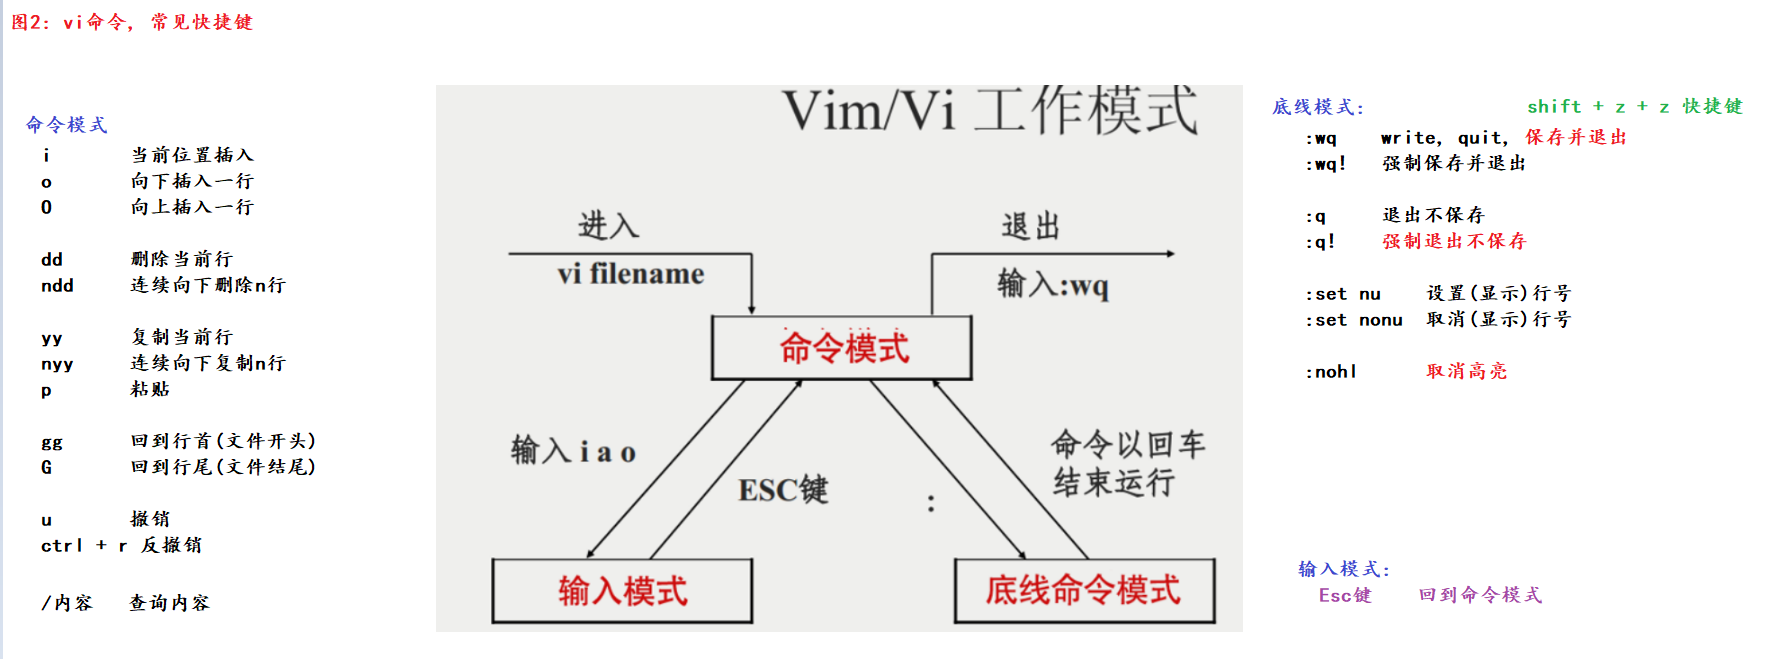 图2: vi命令, 常见快捷键
命令模式
i 当前位置插入
o 向下插入一行
O 向上插入一行
dd 删除当前行
ndd 连续向下删除n行
yy 复制当前行
nyy 连续向下复制n行
p 粘贴
gg 回到行首(文件开头)
G 回到行尾(文件结尾)
u 撤销
ctrl + r 反撤销
/内容 查询内容
Vim/Vi 工作模式
进入
vi filename
退出
输入:wq
命令模式
输入 i a o
ESC键
:
命令以回车
结束运行
输入模式
底线命令模式
底线模式: shift + z + z 快捷键
:wq write, quit, 保存并退出
:wq! 强制保存并退出
:q 退出不保存
:q! 强制退出不保存
:set nu 设置(显示)行号
:set nonu 取消(显示)行号
:nohl 取消高亮
输入模式:
Esc键 回到命令模式